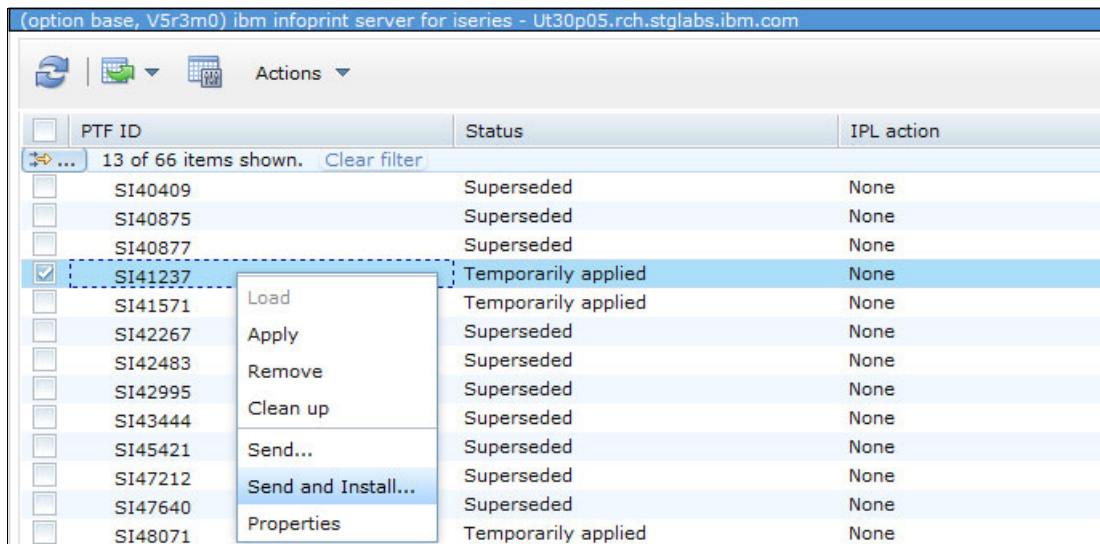 (option base, V5r3m0) ibm infoprint server for iseries - Ut30p05.rch.stglabs.ibm.com
Actions
PTF ID Status IPL action
... 13 of 66 items shown. Clear filter
SI40409 Superseded None
SI40875 Superseded None
SI40877 Superseded None
SI41237 Temporarily applied None
SI41571 Temporarily applied None
SI42267 Superseded None
SI42483 Superseded None
SI42995 Superseded None
SI43444 Superseded None
SI45421 Superseded None
SI47212 Superseded None
SI47640 Superseded None
SI48071 Temporarily applied None
Load
Apply
Remove
Clean up
Send...
Send and Install...
Properties